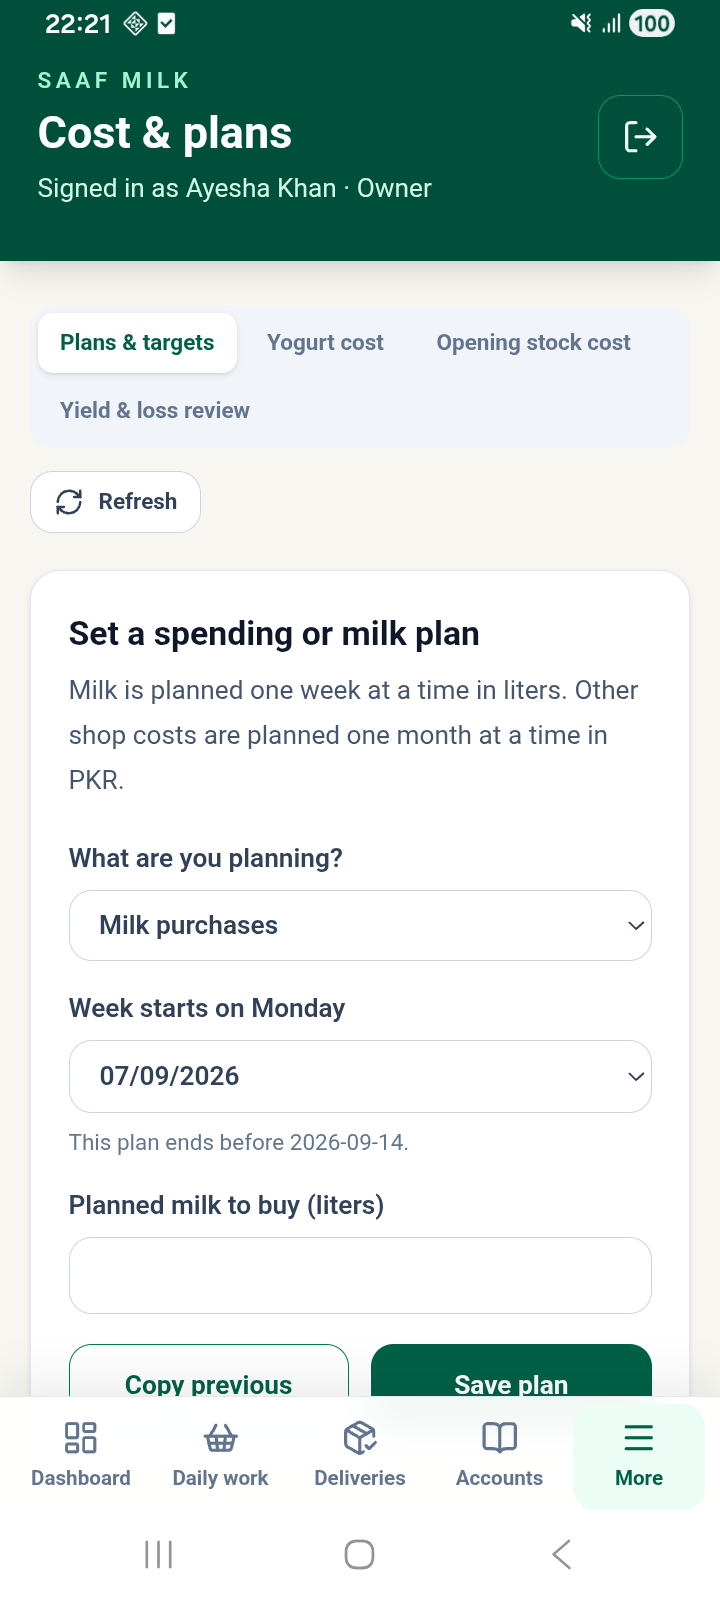 22:21
100
SAAF MILK
Cost & plans
Signed in as Ayesha Khan · Owner
Plans & targets
Yogurt cost
Opening stock cost
Yield & loss review
Refresh
Set a spending or milk plan
Milk is planned one week at a time in liters. Other
shop costs are planned one month at a time in
PKR.
What are you planning?
Milk purchases
Week starts on Monday
07/09/2026
This plan ends before 2026-09-14.
Planned milk to buy (liters)
Copy previous
Save plan
Dashboard
Daily work
Deliveries
Accounts
More